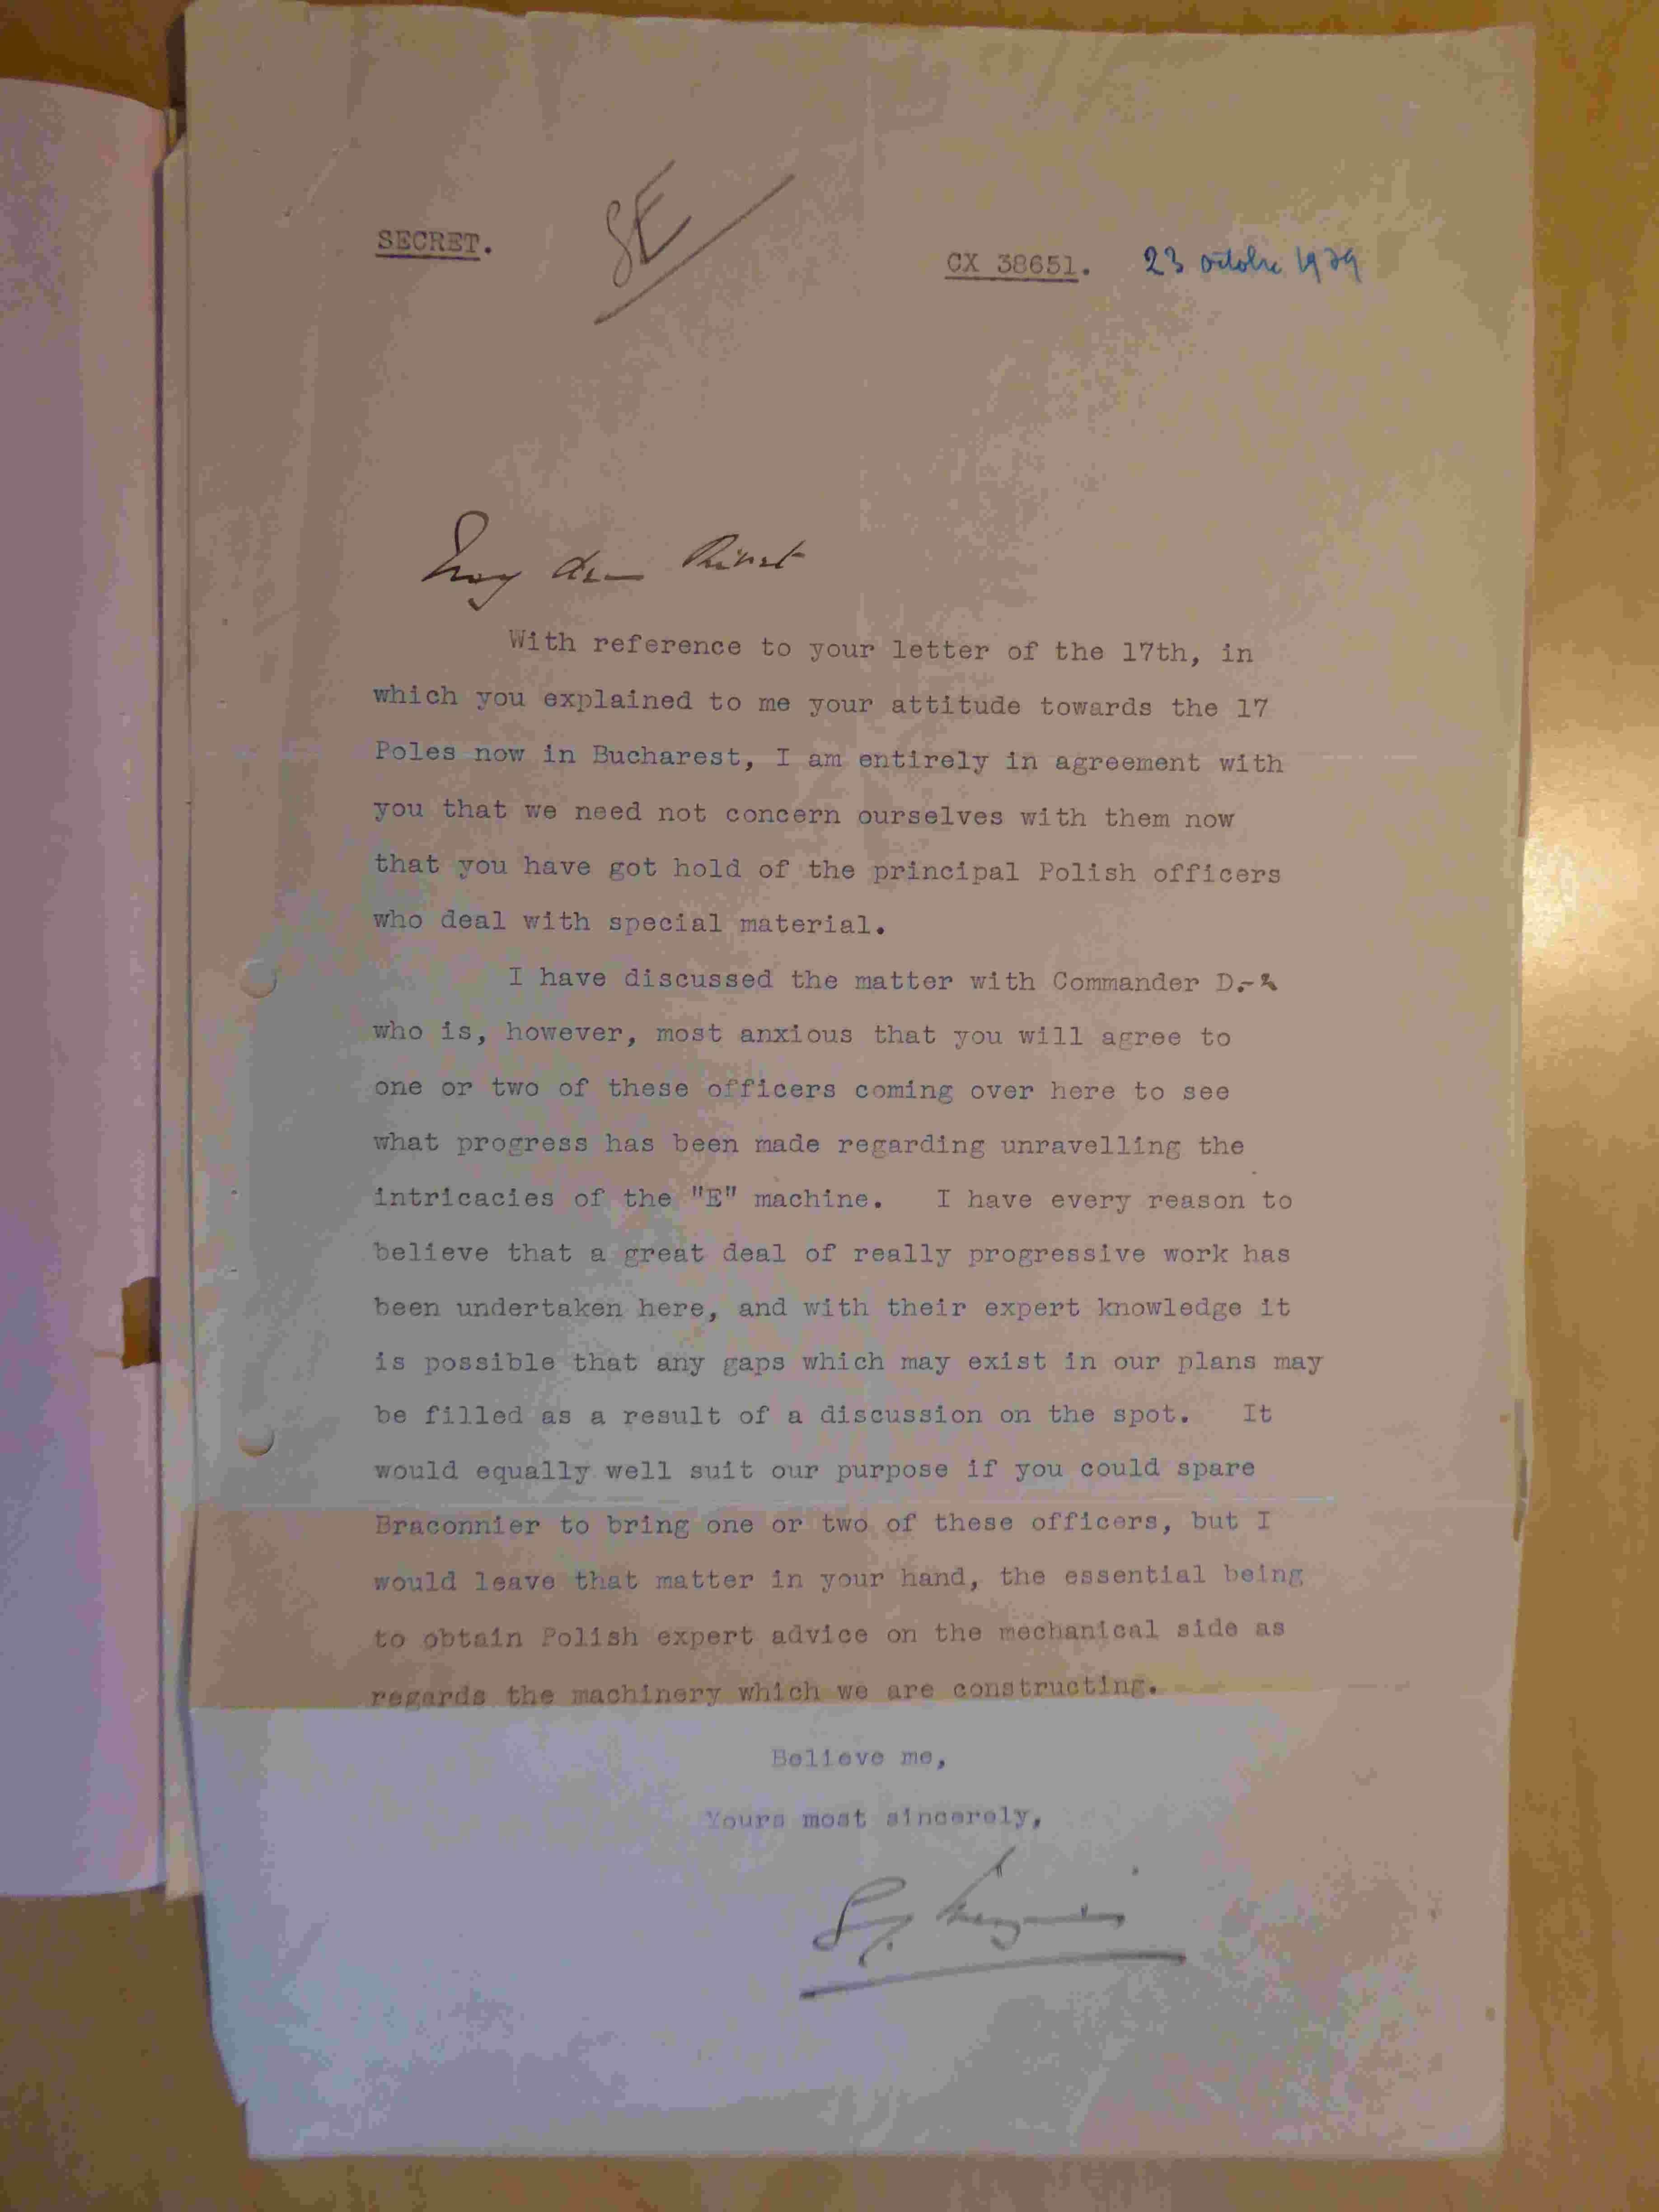 SE
SECRET.
CX 38651. 23 octobre 1939
My dear Rivet
With reference to your letter of the 17th, in
which you explained to me your attitude towards the 17
Poles now in Bucharest, I am entirely in agreement with
you that we need not concern ourselves with them now
that you have got hold of the principal Polish officers
who deal with special material.
I have discussed the matter with Commander D.-
who is, however, most anxious that you will agree to
one or two of these officers coming over here to see
what progress has been made regarding unravelling the
intricacies of the "E" machine. I have every reason to
believe that a great deal of really progressive work has
been undertaken here, and with their expert knowledge it
is possible that any gaps which may exist in our plans may
be filled as a result of a discussion on the spot. It
would equally well suit our purpose if you could spare
Braconnier to bring one or two of these officers, but I
would leave that matter in your hand, the essential being
to obtain Polish expert advice on the mechanical side as
regards the machinery which we are constructing.
Believe me,
Yours most sincerely,